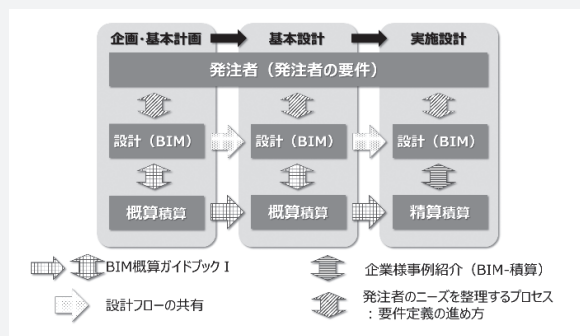 企画・基本計画
基本設計
実施設計
発注者（発注者の要件）
設計（BIM）
設計（BIM）
設計（BIM）
概算積算
概算積算
精算積算
BIM概算ガイドブックⅠ
企業様事例紹介（BIM-積算）
設計フローの共有
発注者のニーズを整理するプロセス
：要件定義の進め方